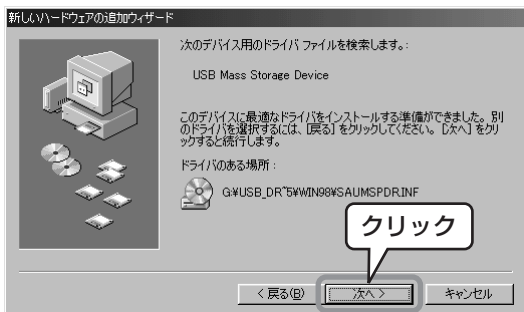 新しいハードウェアの追加ウィザード
次のデバイス用のドライバ ファイルを検索します。:
USB Mass Storage Device
このデバイスに最適なドライバをインストールする準備ができました。別
のドライバを選択するには、[戻る] をクリックしてください。[次へ] をクリ
ックすると続行します。
ドライバのある場所 :
G:¥USB_DR~5¥WIN98¥SAUMSPDR.INF
クリック
< 戻る(B)
次へ >
キャンセル